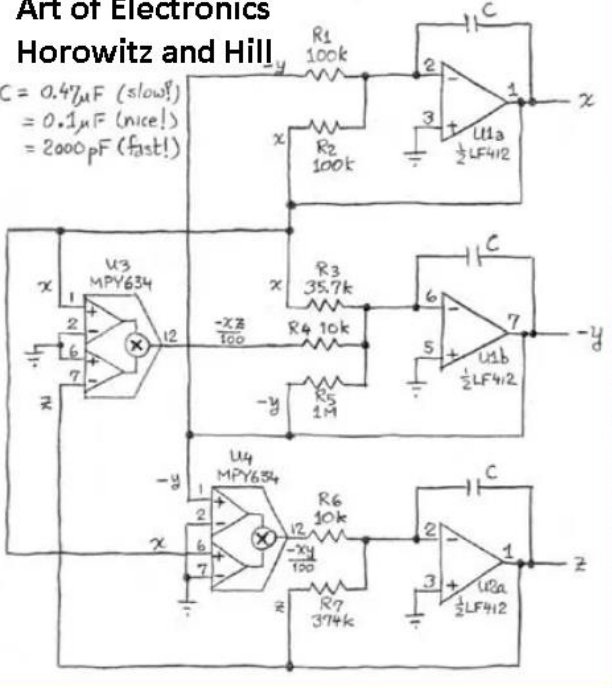 Art of Electronics
Horowitz and Hill
C = 0.47µF (slow!)
= 0.1µF (nice!)
= 2000pF (fast!)
-y
R1
100k
C
2
-
1
x
3
+
U1a
½LF412
x
R2
100k
U3
MPY634
x
1
+
2
-
6
+
7
-
z
12
-xz
100
x
R3
35.7k
R4 10k
-y
R5
1M
C
6
-
7
-y
5
+
U1b
½LF412
U4
MPY634
-y
1
+
2
-
x
6
+
7
-
12
-xy
100
R6
10k
z
R7
374k
C
2
-
1
z
3
+
U2a
½LF412